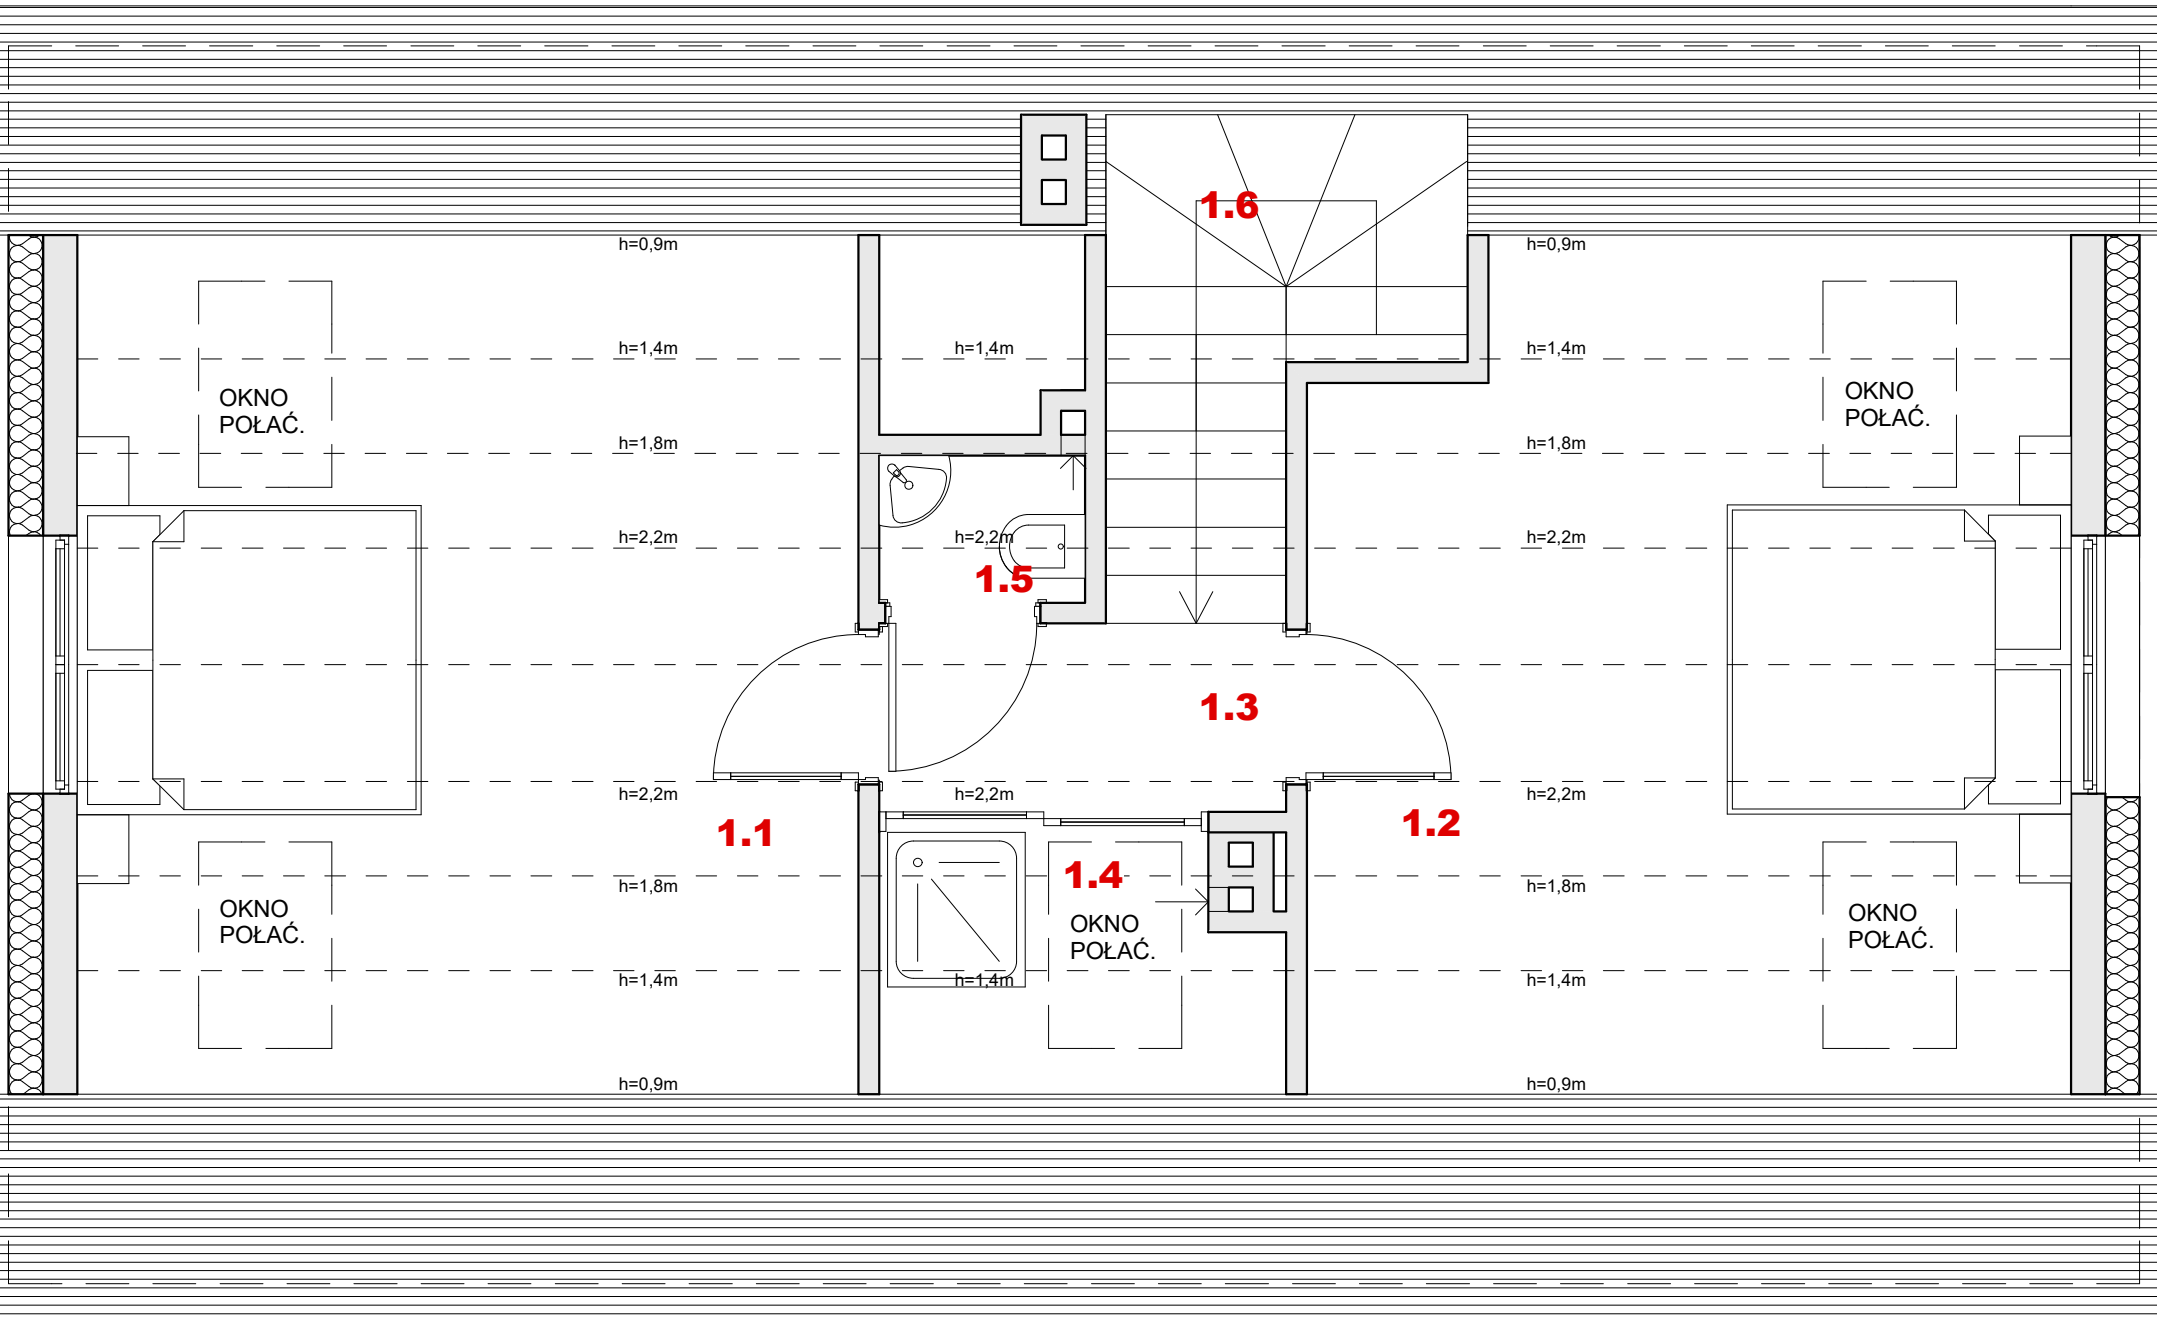 1.6
h=0,9m
h=0,9m
h=1,4m
h=1,4m
h=1,4m
OKNO
POŁAĆ.
OKNO
POŁAĆ.
h=1,8m
h=1,8m
h=2,2m
h=2,2m
h=2,2m
1.5
1.3
h=2,2m
h=2,2m
h=2,2m
1.1
1.2
1.4
h=1,8m
h=1,8m
OKNO
POŁAĆ.
OKNO
POŁAĆ.
OKNO
POŁAĆ.
h=1,4m
h=1,4m
h=1,4m
h=0,9m
h=0,9m